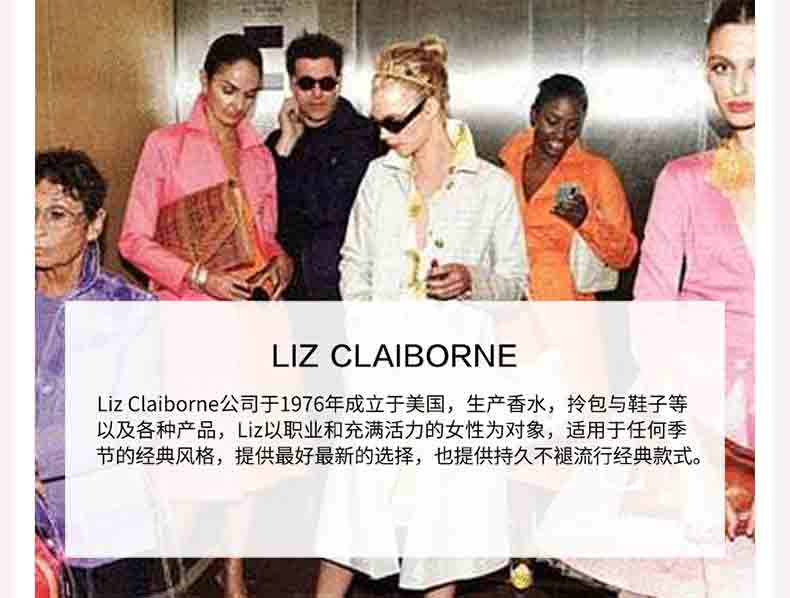 LIZ CLAIBORNE
Liz Claiborne公司于1976年成立于美国，生产香水，拎包与鞋子等
以及各种产品，Liz以职业和充满活力的女性为对象，适用于任何季
节的经典风格，提供最好最新的选择，也提供持久不褪流行经典款式。